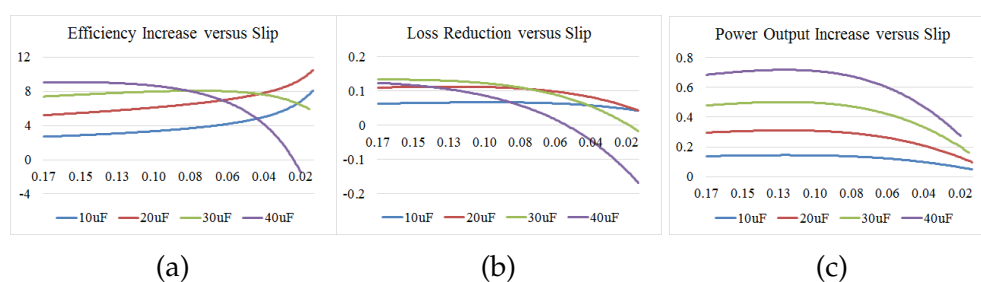 Efficiency Increase versus Slip
12
8
4
0
-4
0.17 0.15 0.13 0.10 0.08 0.06 0.04 0.02
10uF 20uF 30uF 40uF
Loss Reduction versus Slip
0.2
0.1
0
-0.1
-0.2
0.17 0.15 0.13 0.10 0.08 0.06 0.04 0.02
10uF 20uF 30uF 40uF
Power Output Increase versus Slip
0.8
0.6
0.4
0.2
0
0.17 0.15 0.13 0.10 0.08 0.06 0.04 0.02
10uF 20uF 30uF 40uF
(a) (b) (c)